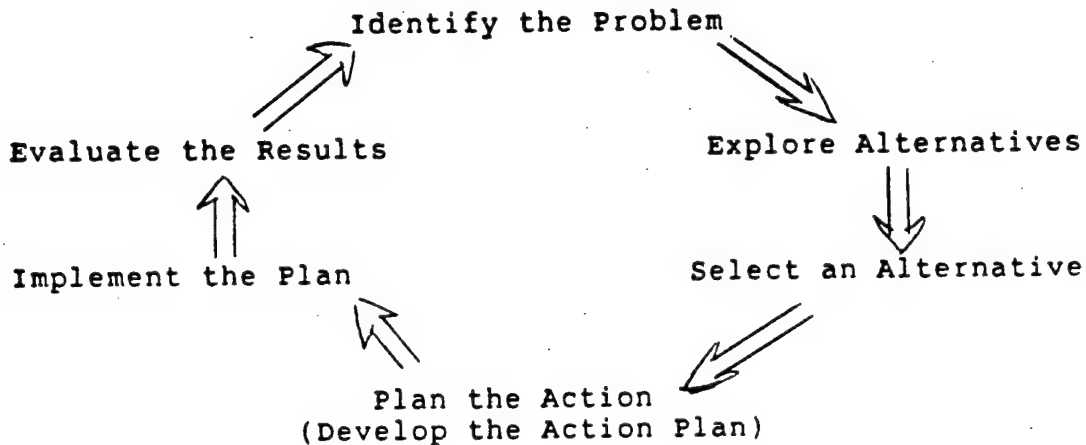 Identify the Problem
Evaluate the Results
Explore Alternatives
Implement the Plan
Select an Alternative
Plan the Action
(Develop the Action Plan)